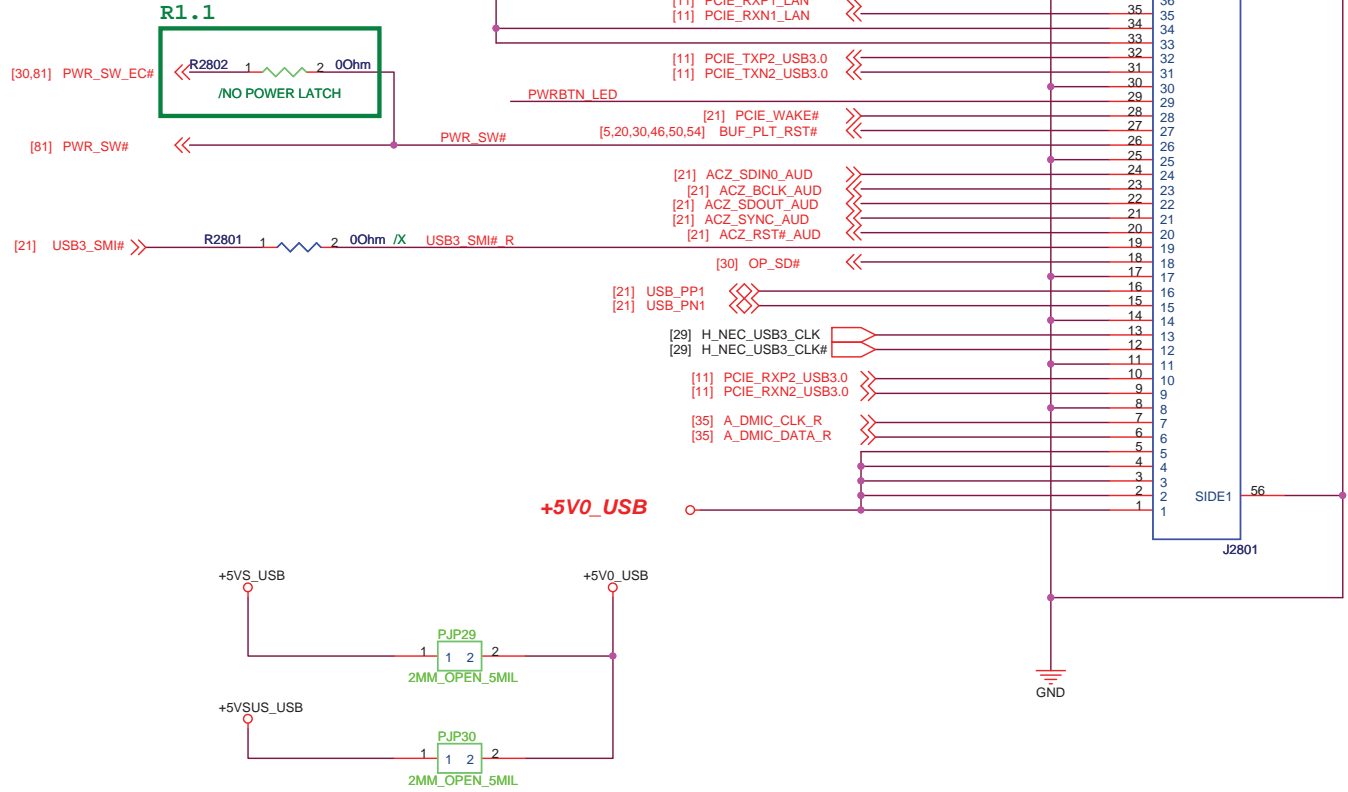 R1.1
[11] PCIE_RXP1_LAN
[11] PCIE_RXN1_LAN
36
35 35
34 34
33 33
[30,81] PWR_SW_EC#
R2802 1 2 0Ohm
/NO POWER LATCH
[11] PCIE_TXP2_USB3.0 32 32
[11] PCIE_TXN2_USB3.0 31 31
30 30
PWRBTN_LED 29 29
[21] PCIE_WAKE# 28 28
[5,20,30,46,50,54] BUF_PLT_RST# 27 27
[81] PWR_SW# PWR_SW# 26 26
25 25
[21] ACZ_SDIN0_AUD 24 24
[21] ACZ_BCLK_AUD 23 23
[21] ACZ_SDOUT_AUD 22 22
[21] ACZ_SYNC_AUD 21 21
[21] ACZ_RST#_AUD 20 20
[21] USB3_SMI# R2801 1 2 0Ohm /X USB3_SMI#_R 19 19
[30] OP_SD# 18 18
17 17
[21] USB_PP1 16 16
[21] USB_PN1 15 15
14 14
[29] H_NEC_USB3_CLK 13 13
[29] H_NEC_USB3_CLK# 12 12
11 11
[11] PCIE_RXP2_USB3.0 10 10
[11] PCIE_RXN2_USB3.0 9 9
8 8
[35] A_DMIC_CLK_R 7 7
[35] A_DMIC_DATA_R 6 6
5 5
4 4
3 3
2 2 SIDE1 56
+5V0_USB 1 1
J2801
+5VS_USB +5V0_USB
PJP29
1 1 2 2
2MM_OPEN_5MIL
GND
+5VSUS_USB
PJP30
1 1 2 2
2MM_OPEN_5MIL